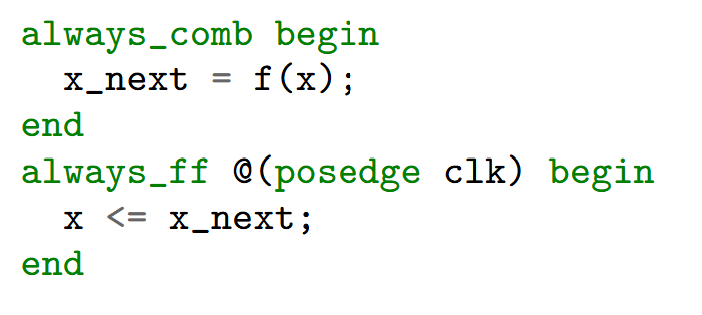 always_comb begin
  x_next = f(x);
end
always_ff @(posedge clk) begin
  x <= x_next;
end